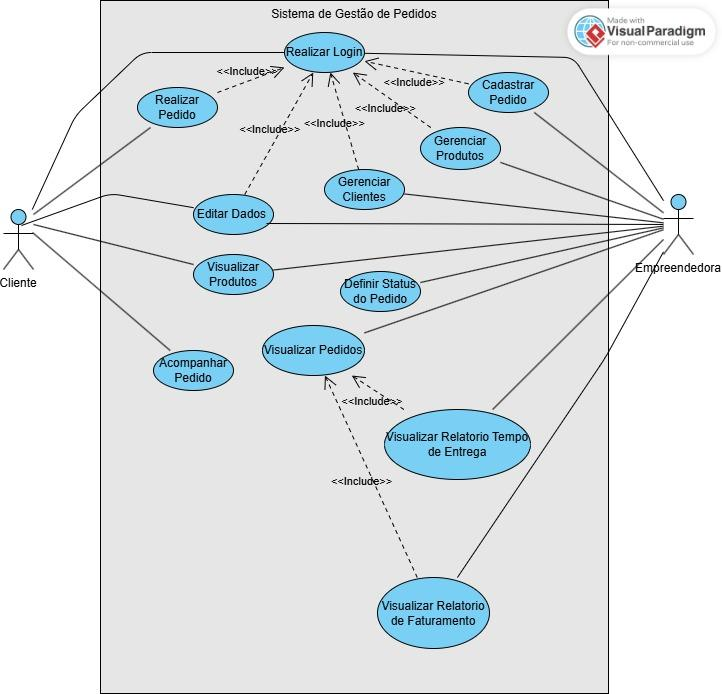 Sistema de Gestão de Pedidos
Made with
VisualParadigm
For non-commercial use
Realizar Login
<<Include>>
<<Include>>
Realizar
Pedido
Cadastrar
Pedido
<<Include>>
<<Include>>
<<Include>>
Gerenciar
Produtos
Gerenciar
Clientes
Editar Dados
Cliente
Empreendedora
Visualizar
Produtos
Definir Status
do Pedido
Visualizar Pedidos
Acompanhar
Pedido
<<Include>>
Visualizar Relatorio Tempo
de Entrega
<<Include>>
Visualizar Relatorio
de Faturamento